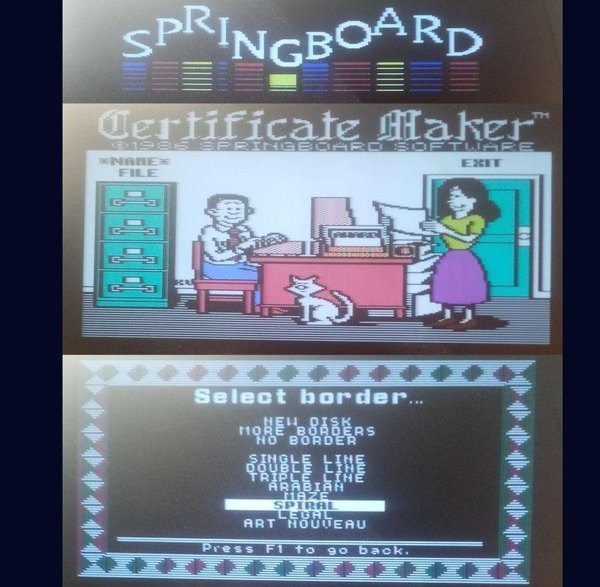 SPRINGBOARD
Certificate Maker™
©1986 SPRINGBOARD SOFTWARE
*NAME*
FILE
EXIT
AWARD
Select border...
NEW DISK
MORE BORDERS
NO BORDER
SINGLE LINE
DOUBLE LINE
TRIPLE LINE
ARABIAN
MAZE
SPIRAL
LEGAL
ART NOUVEAU
Press F1 to go back.